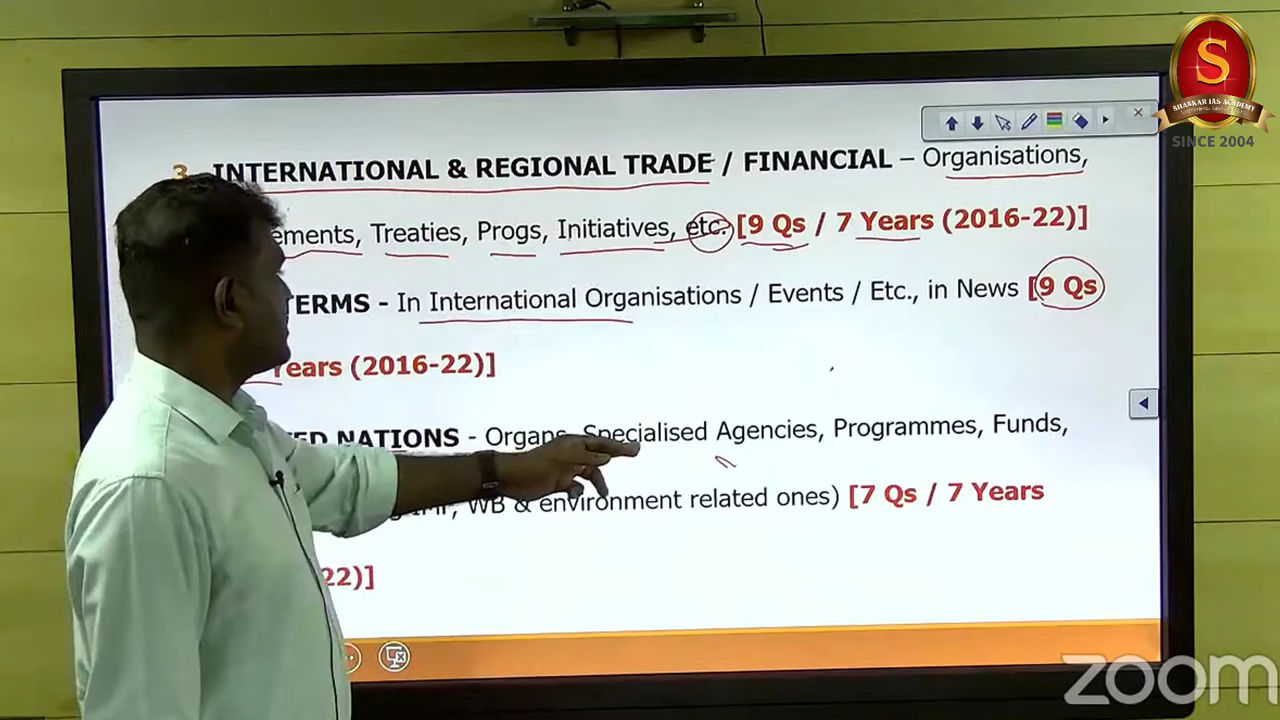 3. INTERNATIONAL & REGIONAL TRADE / FINANCIAL – Organisations,
Treaties, Progs, Initiatives, etc. [9 Qs / 7 Years (2016-22)]
TERMS - In International Organisations / Events / Etc., in News [9 Qs
Years (2016-22)]
NATIONS - Organs, Specialised Agencies, Programmes, Funds,
WB & environment related ones) [7 Qs / 7 Years
22)]
S
SHANKAR IAS ACADEMY
SINCE 2004
zoom